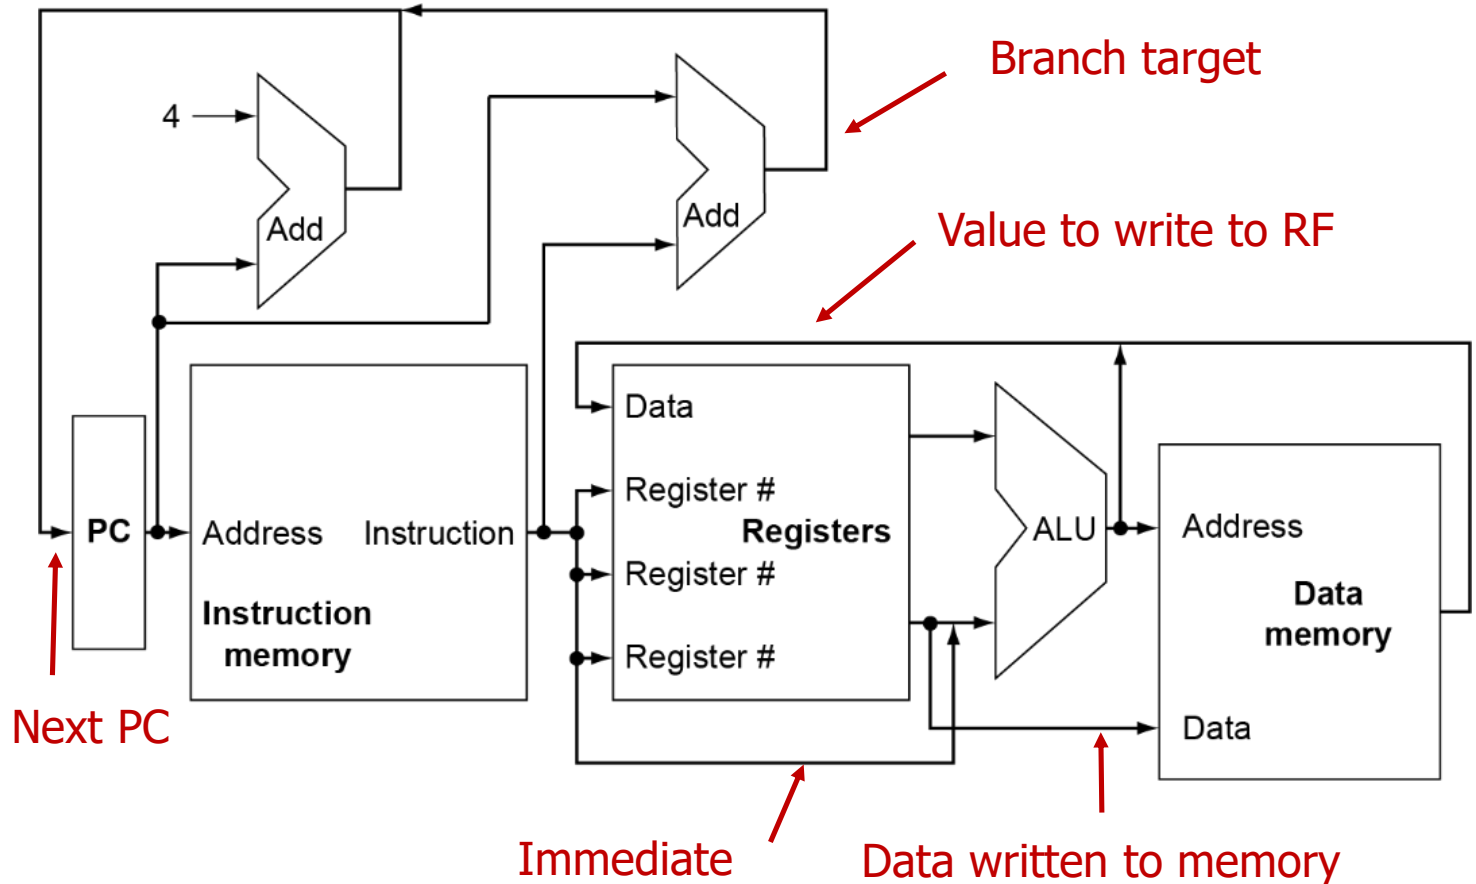 Branch target
4
Add
Add
Value to write to RF
Data
Register #
PC
Address
Instruction
Registers
ALU
Address
Register #
Instruction
memory
Data
memory
Register #
Next PC
Data
Immediate
Data written to memory